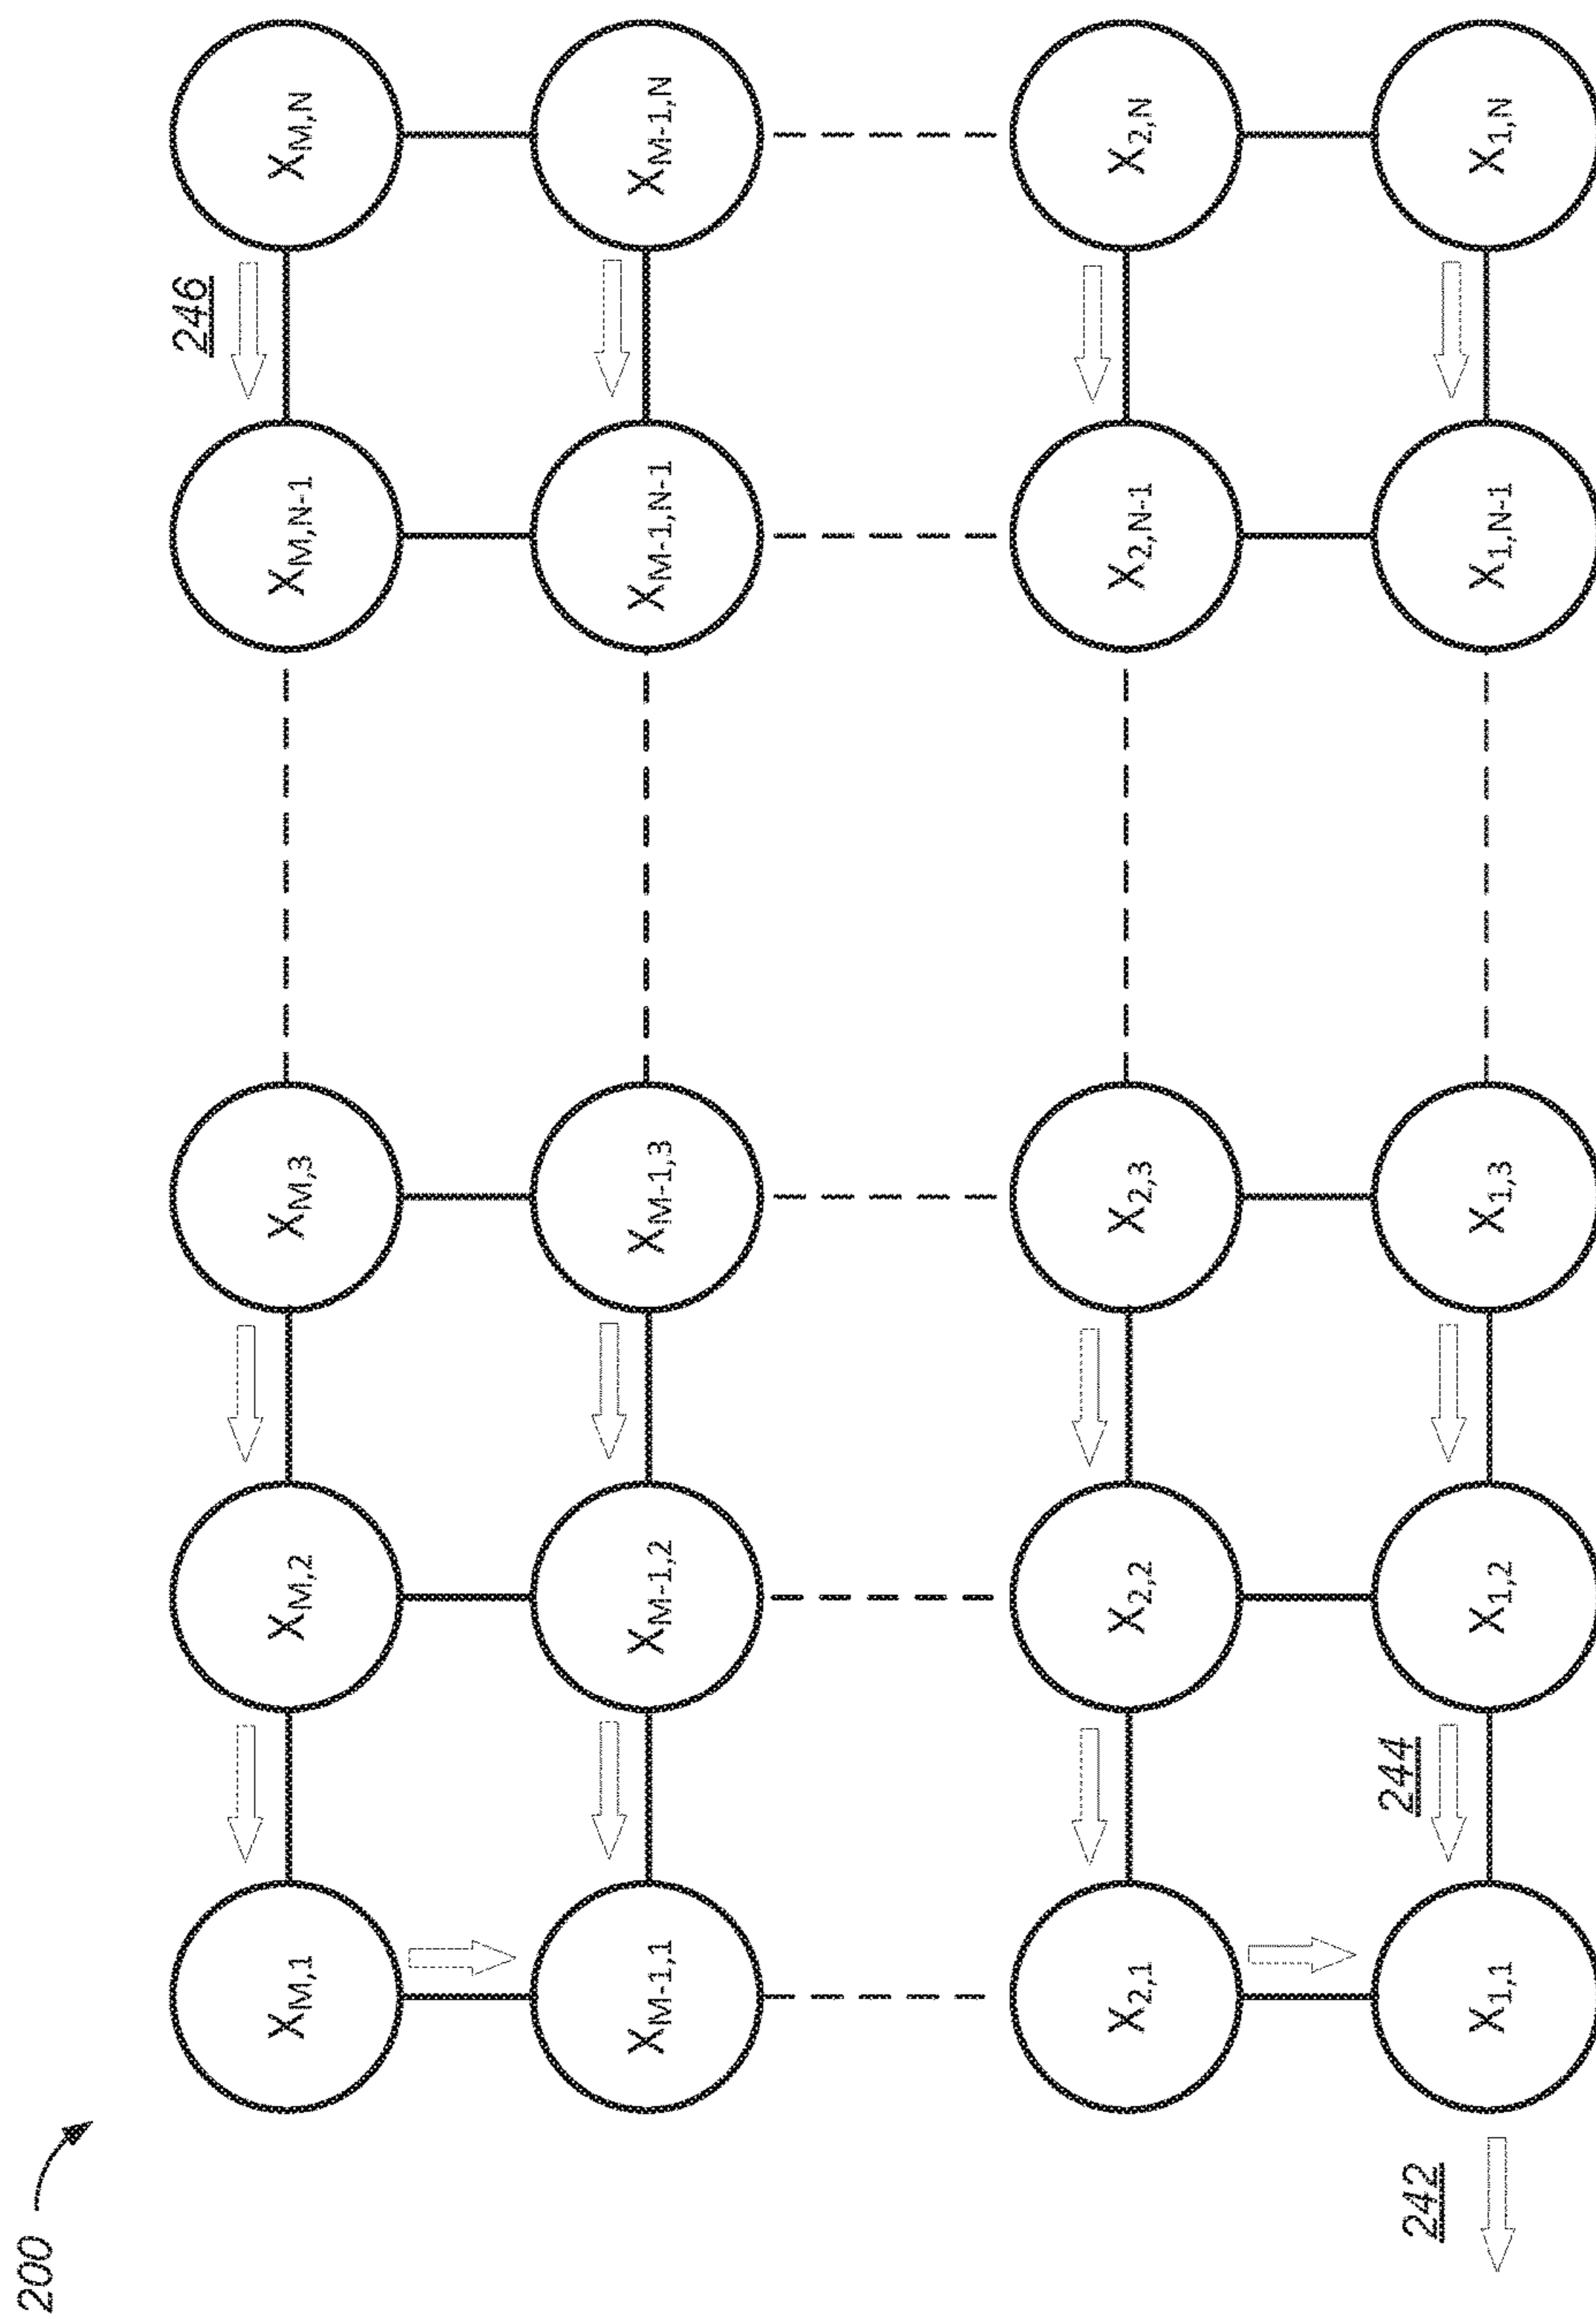 200
246
X_{M,1} X_{M,2} X_{M,3} X_{M,N-1} X_{M,N}
X_{M-1,1} X_{M-1,2} X_{M-1,3} X_{M-1,N-1} X_{M-1,N}
X_{2,1} X_{2,2} X_{2,3} X_{2,N-1} X_{2,N}
242 244
X_{1,1} X_{1,2} X_{1,3} X_{1,N-1} X_{1,N}